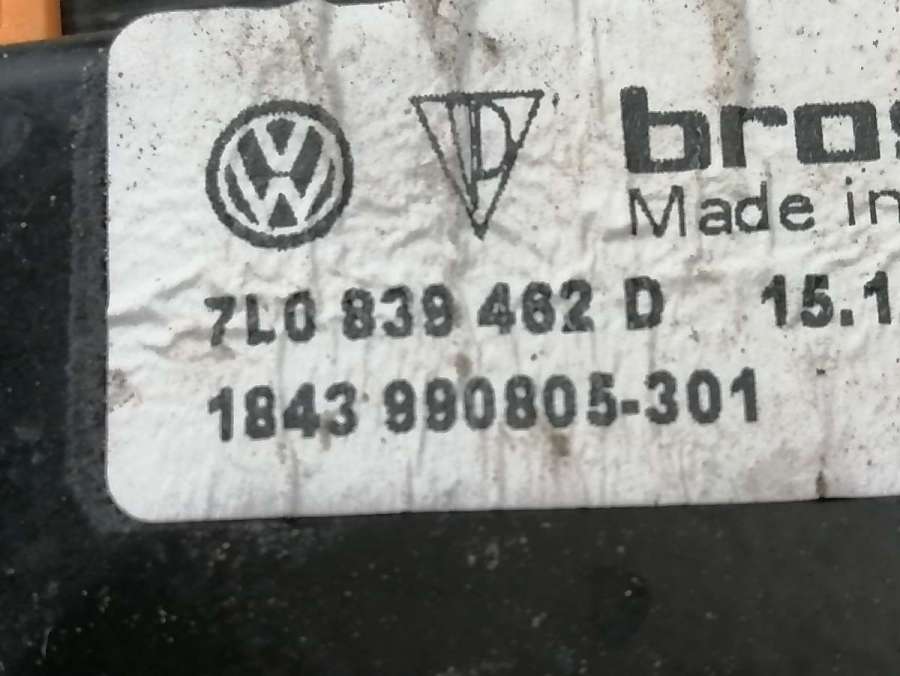 bros
Made in
7L0 839 462 D 15.1
1843 990805-301